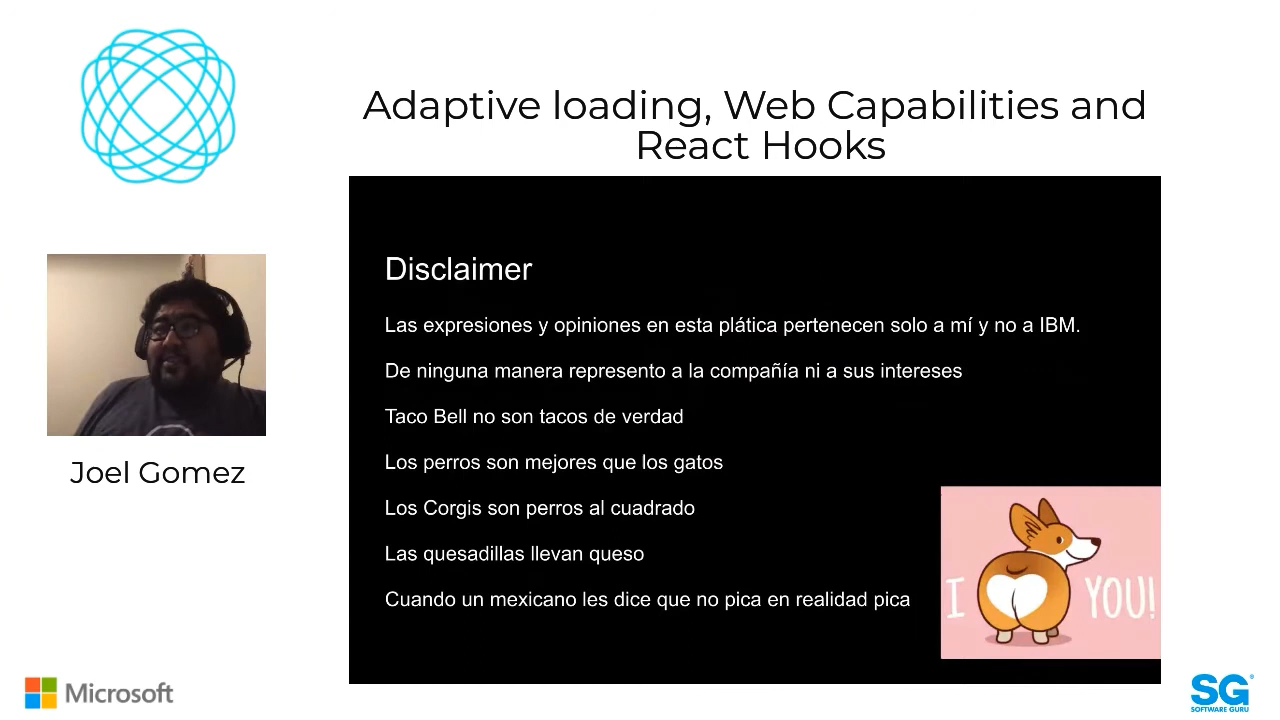 Adaptive loading, Web Capabilities and
React Hooks
Disclaimer
Las expresiones y opiniones en esta plática pertenecen solo a mí y no a IBM.
De ninguna manera represento a la compañía ni a sus intereses
Taco Bell no son tacos de verdad
Los perros son mejores que los gatos
Los Corgis son perros al cuadrado
Las quesadillas llevan queso
Cuando un mexicano les dice que no pica en realidad pica
I YOU!
Joel Gomez
Microsoft
SG
SOFTWARE GURU